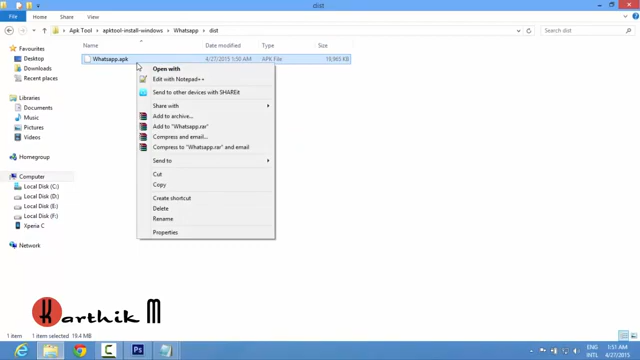 dist
File
Home
Share
View
Apk Tool
apktool-install-windows
Whatsapp
dist
Favourites
Desktop
Downloads
Recent places
Libraries
Documents
Music
Pictures
Videos
Homegroup
Computer
Local Disk (C:)
Local Disk (D:)
Local Disk (E:)
Local Disk (F:)
Xperia C
Network
Name
Date modified
Type
Size
Whatsapp.apk
4/27/2015 1:50 AM
APK File
19,965 KB
Open with
Edit with Notepad++
Send to other devices with SHAREit
Share with
Add to archive...
Add to "Whatsapp.rar"
Compress and email...
Compress to "Whatsapp.rar" and email
Send to
Cut
Copy
Create shortcut
Delete
Rename
Properties
Karthik M
1 item
1 item selected 19.4 MB
ENG
INTL
1:51 AM
4/27/2015